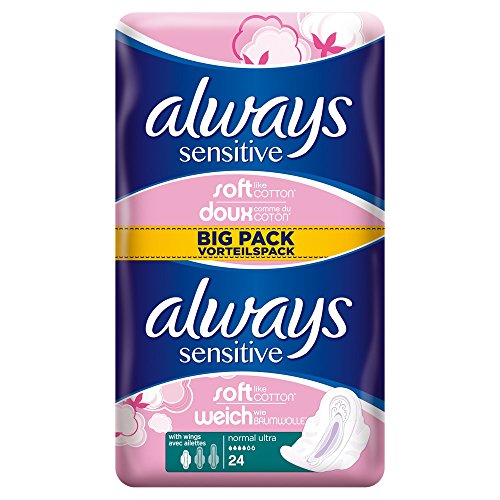 always
sensitive
soft like COTTON*
doux comme du COTON*
BIG PACK
VORTEILSPACK
always
sensitive
soft like COTTON*
weich wie BAUMWOLLE*
with wings
avec ailettes
normal ultra
24